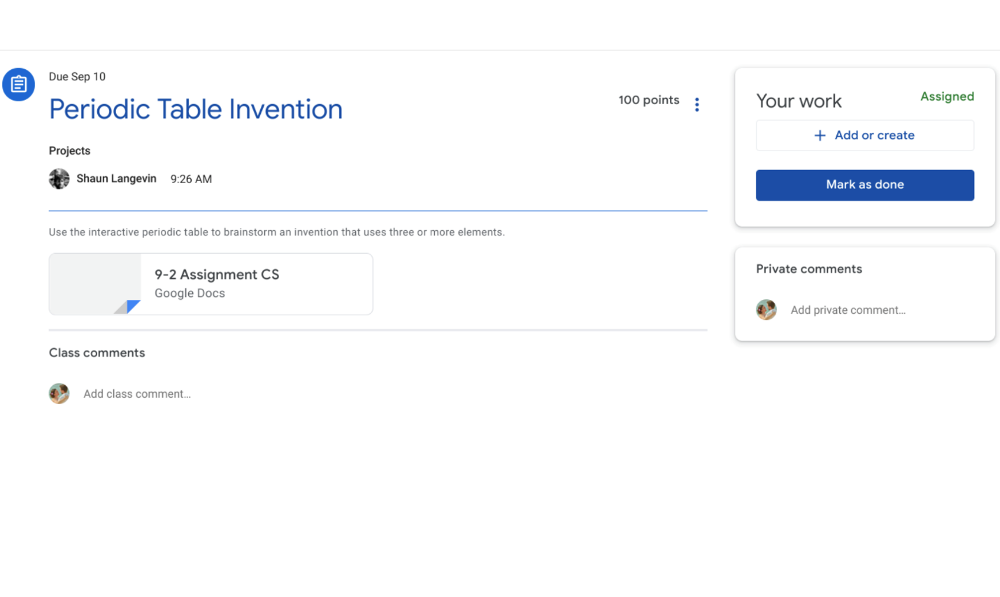 Due Sep 10
Periodic Table Invention
100 points
Projects
Shaun Langevin 9:26 AM
Use the interactive periodic table to brainstorm an invention that uses three or more elements.
9-2 Assignment CS
Google Docs
Class comments
Add class comment...
Your work
Assigned
+ Add or create
Mark as done
Private comments
Add private comment...